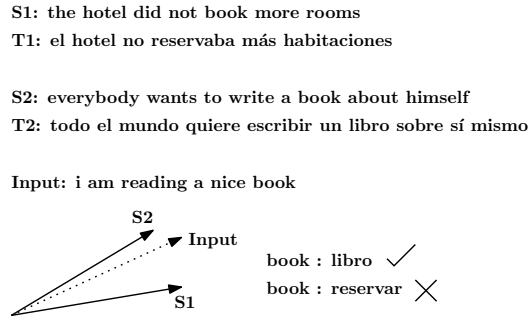 S1: the hotel did not book more rooms
T1: el hotel no reservaba más habitaciones
S2: everybody wants to write a book about himself
T2: todo el mundo quiere escribir un libro sobre sí mismo
Input: i am reading a nice book
S2
Input
S1
book : libro
book : reservar